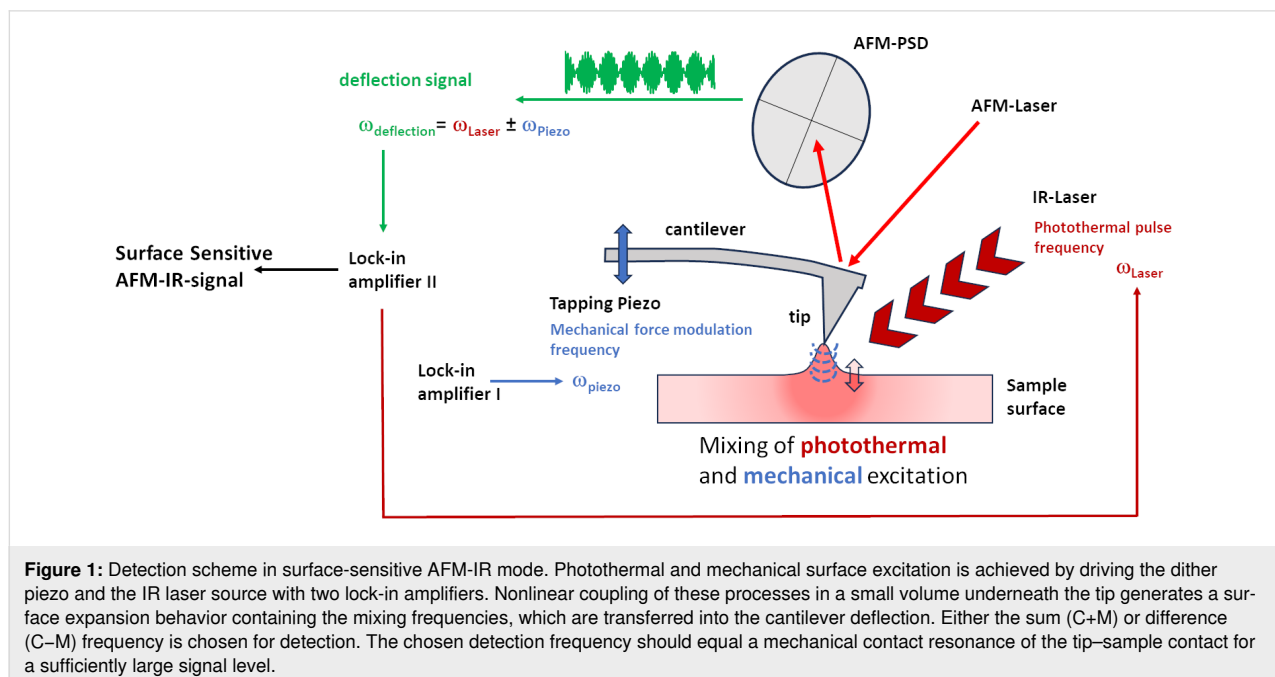 AFM-PSD
deflection signal
AFM-Laser
ω_deflection = ω_Laser ± ω_Piezo
IR-Laser
Photothermal pulse
frequency
ω_Laser
cantilever
Surface Sensitive
AFM-IR-signal
Lock-in
amplifier II
Tapping Piezo
Mechanical force modulation
frequency
tip
Lock-in
amplifier I
ω_piezo
Sample
surface
Mixing of photothermal
and mechanical excitation
Figure 1: Detection scheme in surface-sensitive AFM-IR mode. Photothermal and mechanical surface excitation is achieved by driving the dither
piezo and the IR laser source with two lock-in amplifiers. Nonlinear coupling of these processes in a small volume underneath the tip generates a sur-
face expansion behavior containing the mixing frequencies, which are transferred into the cantilever deflection. Either the sum (C+M) or difference
(C−M) frequency is chosen for detection. The chosen detection frequency should equal a mechanical contact resonance of the tip–sample contact for
a sufficiently large signal level.